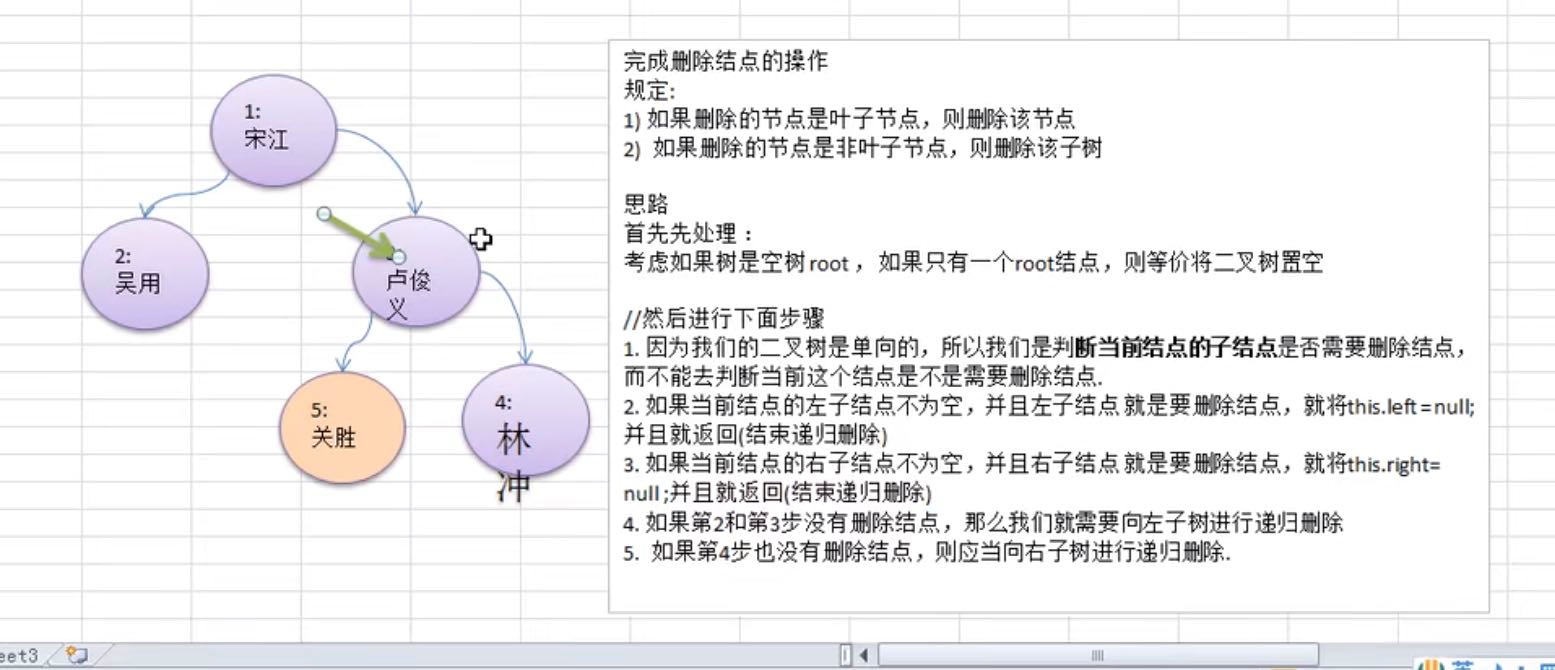 1:
宋江
2:
吴用
卢俊
义
5:
关胜
4:
林
冲
完成删除结点的操作
规定:
1) 如果删除的节点是叶子节点，则删除该节点
2) 如果删除的节点是非叶子节点，则删除该子树
思路
首先先处理：
考虑如果树是空树root，如果只有一个root结点，则等价将二叉树置空
//然后进行下面步骤
1. 因为我们的二叉树是单向的，所以我们是判断当前结点的子结点是否需要删除结点，
而不能去判断当前这个结点是不是需要删除结点.
2. 如果当前结点的左子结点不为空，并且左子结点 就是要删除结点，就将this.left=null;
并且就返回(结束递归删除)
3. 如果当前结点的右子结点不为空，并且右子结点 就是要删除结点，就将this.right=
null;并且就返回(结束递归删除)
4. 如果第2和第3步没有删除结点，那么我们就需要向左子树进行递归删除
5. 如果第4步也没有删除结点，则应当向右子树进行递归删除.
eet3
英